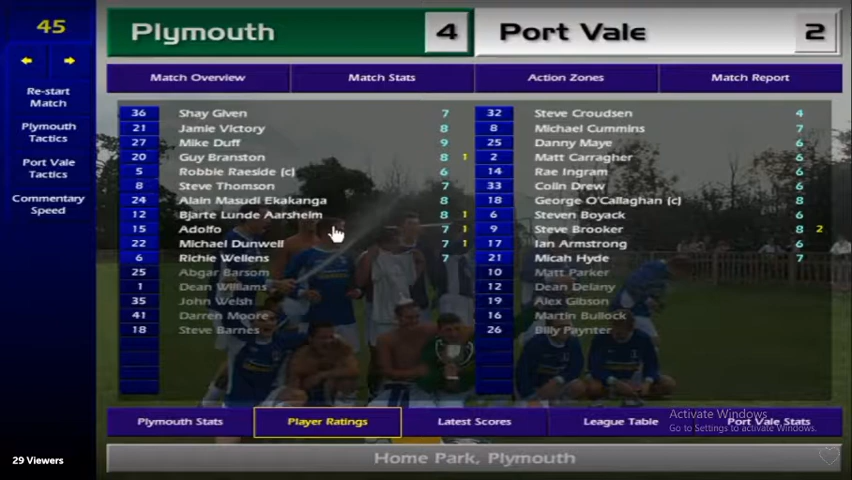 45
Plymouth 4 Port Vale 2
Match Overview Match Stats Action Zones Match Report
Re-start Match
Plymouth Tactics
Port Vale Tactics
Commentary Speed
36 Shay Given 7 32 Steve Croudsen 4
21 Jamie Victory 8 8 Michael Cummins 7
27 Mike Duff 9 25 Danny Maye 6
20 Guy Branston 8 1 2 Matt Carragher 6
5 Robbie Raeside (c) 6 14 Rae Ingram 6
8 Steve Thomson 7 33 Colin Drew 6
24 Alain Masudi Ekakanga 8 18 George O'Callaghan (c) 6
12 Bjarte Lunde Aarsheim 8 1 6 Steven Boyack 6
15 Adolfo 7 1 9 Steve Brooker 8 2
22 Michael Dunwell 7 1 17 Ian Armstrong 6
6 Richie Wellens 7 21 Micah Hyde 7
25 Abgar Barsom 10 Matt Parker
1 Dean Williams 12 Dean Delany
35 John Welsh 19 Alex Gibson
41 Darren Moore 16 Martin Bullock
18 Steve Barnes 26 Billy Paynter
Plymouth Stats Player Ratings Latest Scores League Table Port Vale Stats
Activate Windows
Go to Settings to activate Windows.
Home Park, Plymouth
29 Viewers